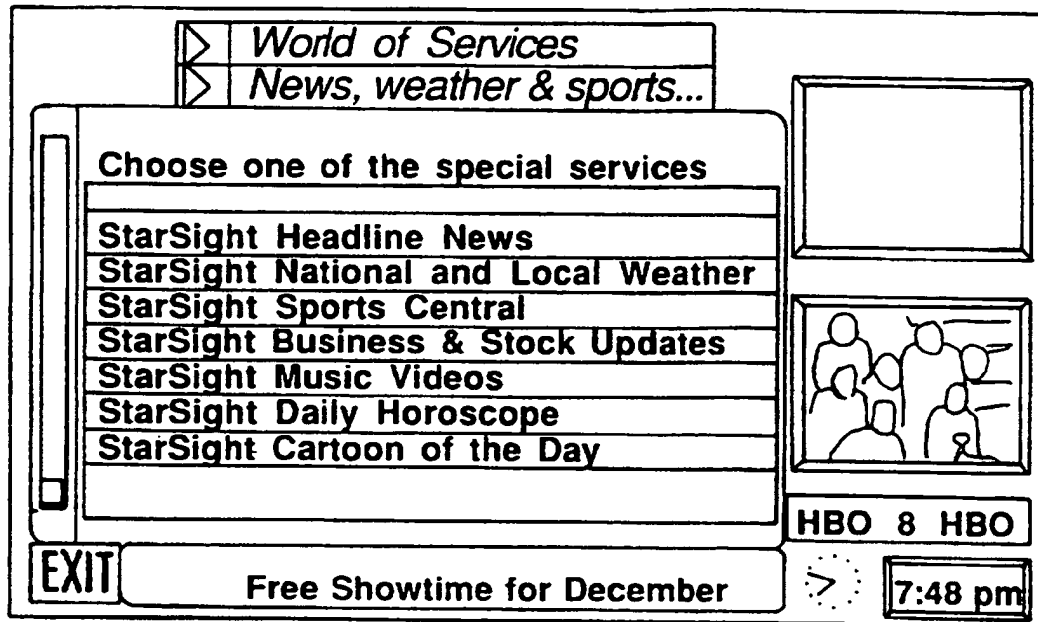 World of Services
News, weather & sports...
Choose one of the special services
StarSight Headline News
StarSight National and Local Weather
StarSight Sports Central
StarSight Business & Stock Updates
StarSight Music Videos
StarSight Daily Horoscope
StarSight Cartoon of the Day
HBO 8 HBO
EXIT
Free Showtime for December
7:48 pm